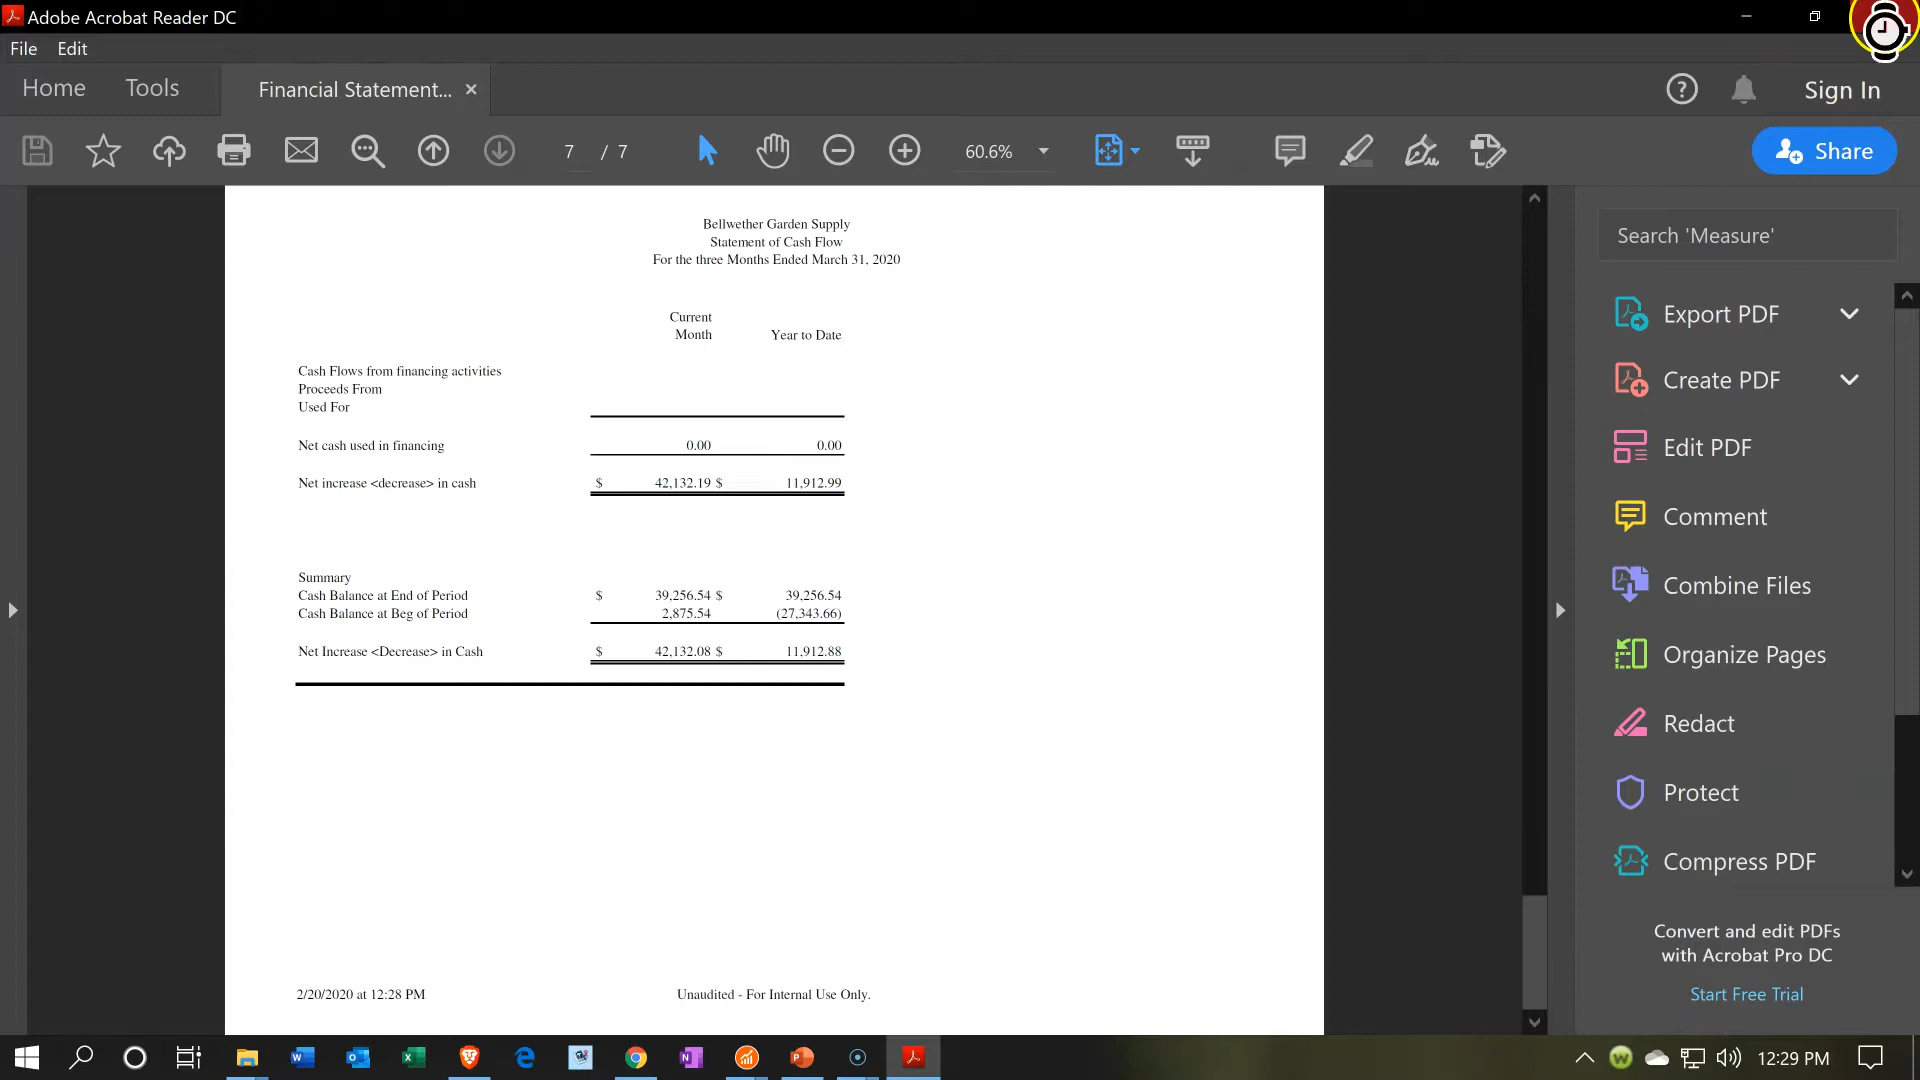 Adobe Acrobat Reader DC
File Edit
Home Tools Financial Statement... × Sign In
7 / 7 60.6% Share
Bellwether Garden Supply
Statement of Cash Flow
For the three Months Ended March 31, 2020
Current
Month Year to Date
Cash Flows from financing activities
Proceeds From
Used For
Net cash used in financing 0.00 0.00
Net increase <decrease> in cash $ 42,132.19 $ 11,912.99
Summary
Cash Balance at End of Period $ 39,256.54 $ 39,256.54
Cash Balance at Beg of Period 2,875.54 (27,343.66)
Net Increase <Decrease> in Cash $ 42,132.08 $ 11,912.88
2/20/2020 at 12:28 PM Unaudited - For Internal Use Only.
Search 'Measure'
Export PDF
Create PDF
Edit PDF
Comment
Combine Files
Organize Pages
Redact
Protect
Compress PDF
Convert and edit PDFs
with Acrobat Pro DC
Start Free Trial
12:29 PM